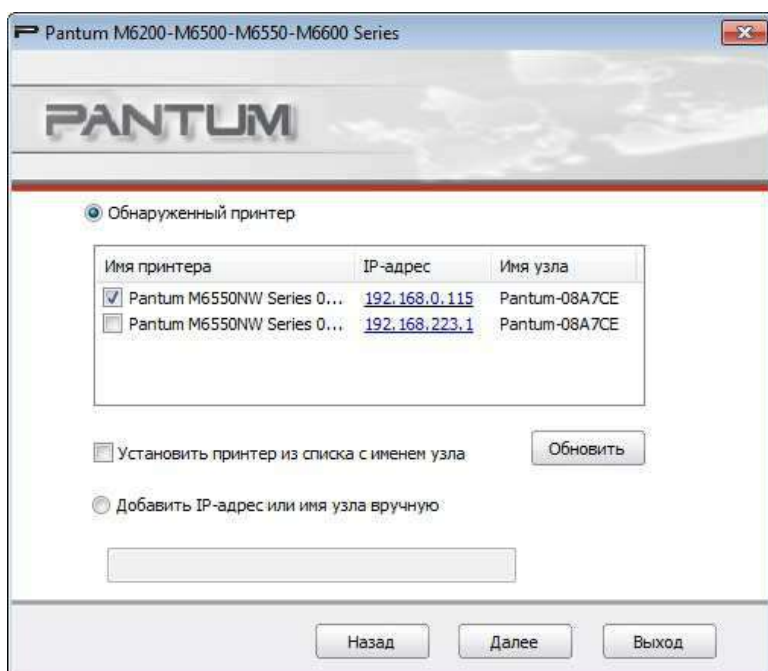 Pantum M6200-M6500-M6550-M6600 Series
PANTUM
Обнаруженный принтер
Имя принтера IP-адрес Имя узла
Pantum M6550NW Series 0... 192.168.0.115 Pantum-08A7CE
Pantum M6550NW Series 0... 192.168.223.1 Pantum-08A7CE
Установить принтер из списка с именем узла Обновить
Добавить IP-адрес или имя узла вручную
Назад Далее Выход